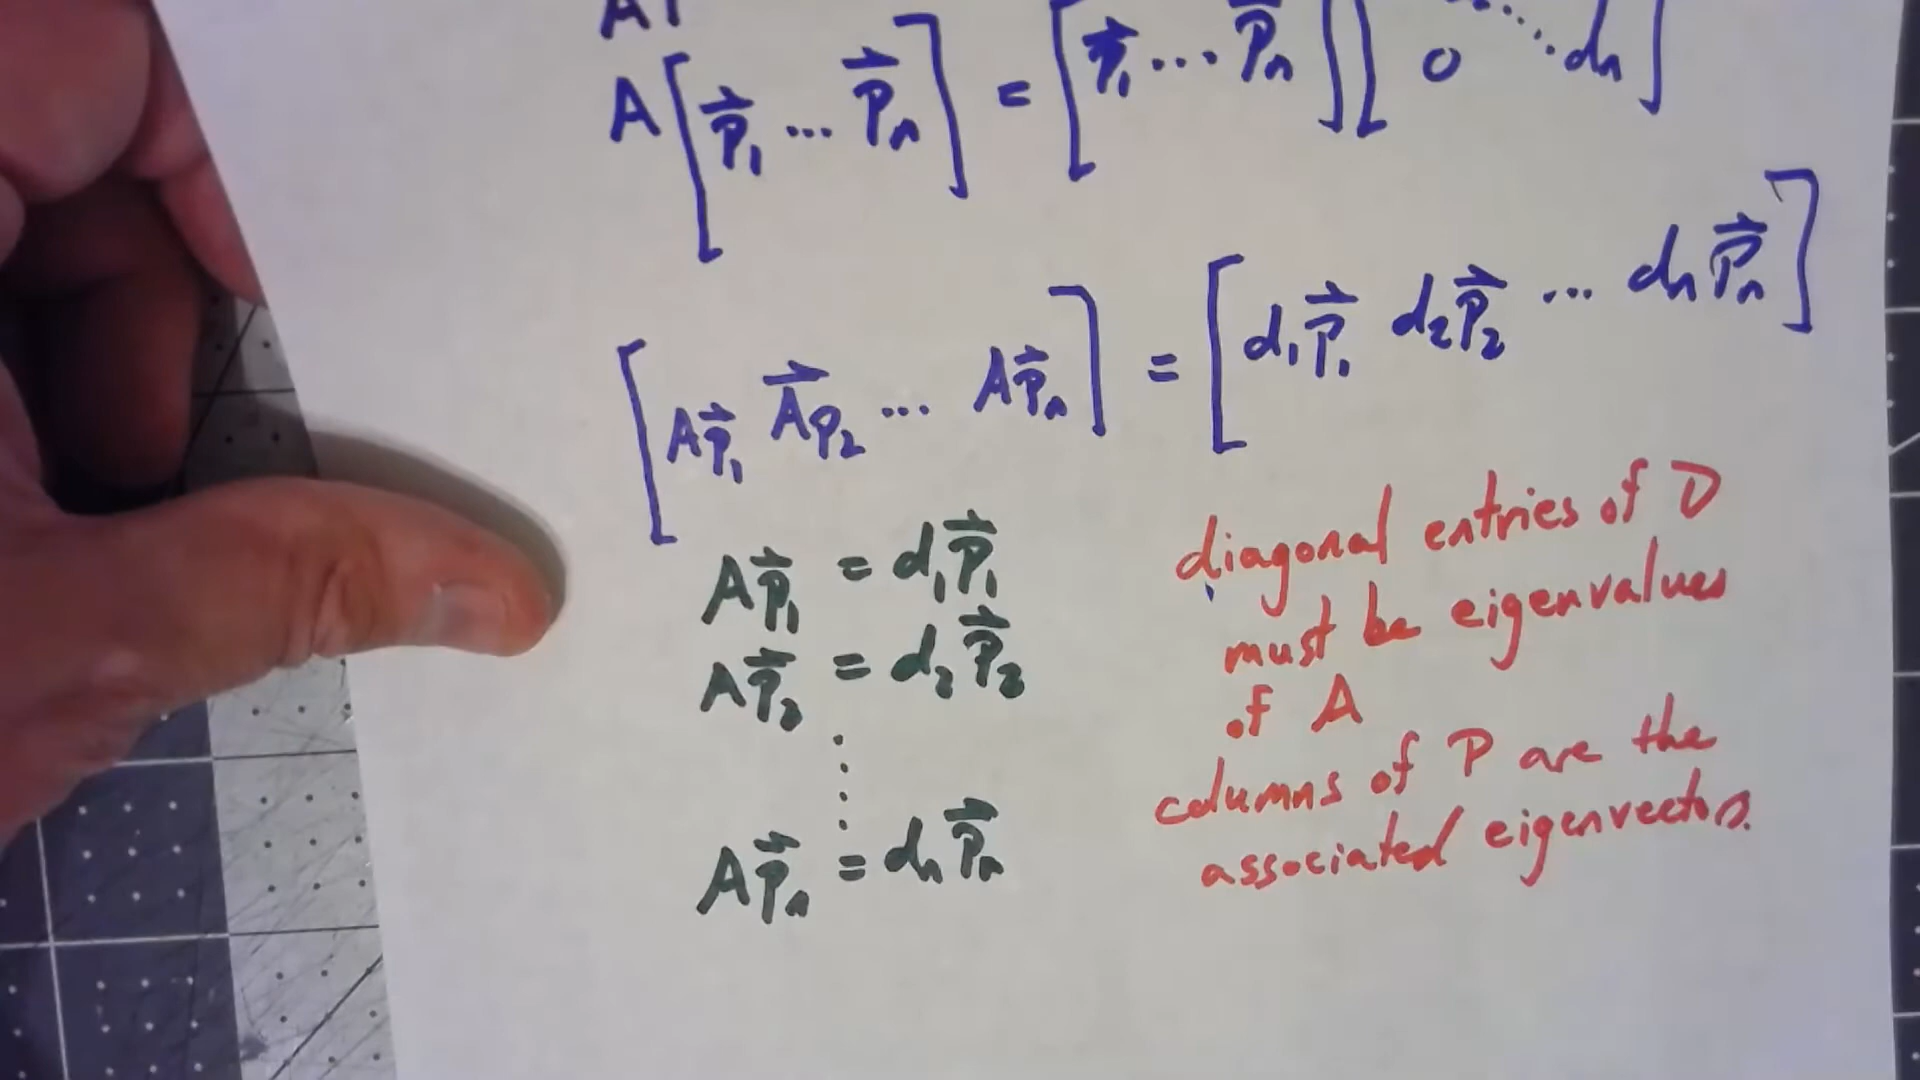 A[p⃗₁ ... p⃗ₙ] = [p⃗₁ ... p⃗ₙ][0 ⋱ dₙ]
[Ap⃗₁ A⃗p₂ ... Ap⃗ₙ] = [d₁p⃗₁ d₂p⃗₂ ... dₙp⃗ₙ]
Ap⃗₁ = d₁p⃗₁
Ap⃗₂ = d₂p⃗₂
⋮
Ap⃗ₙ = dₙp⃗ₙ
diagonal entries of D
must be eigenvalues
of A
columns of P are the
associated eigenvectors.